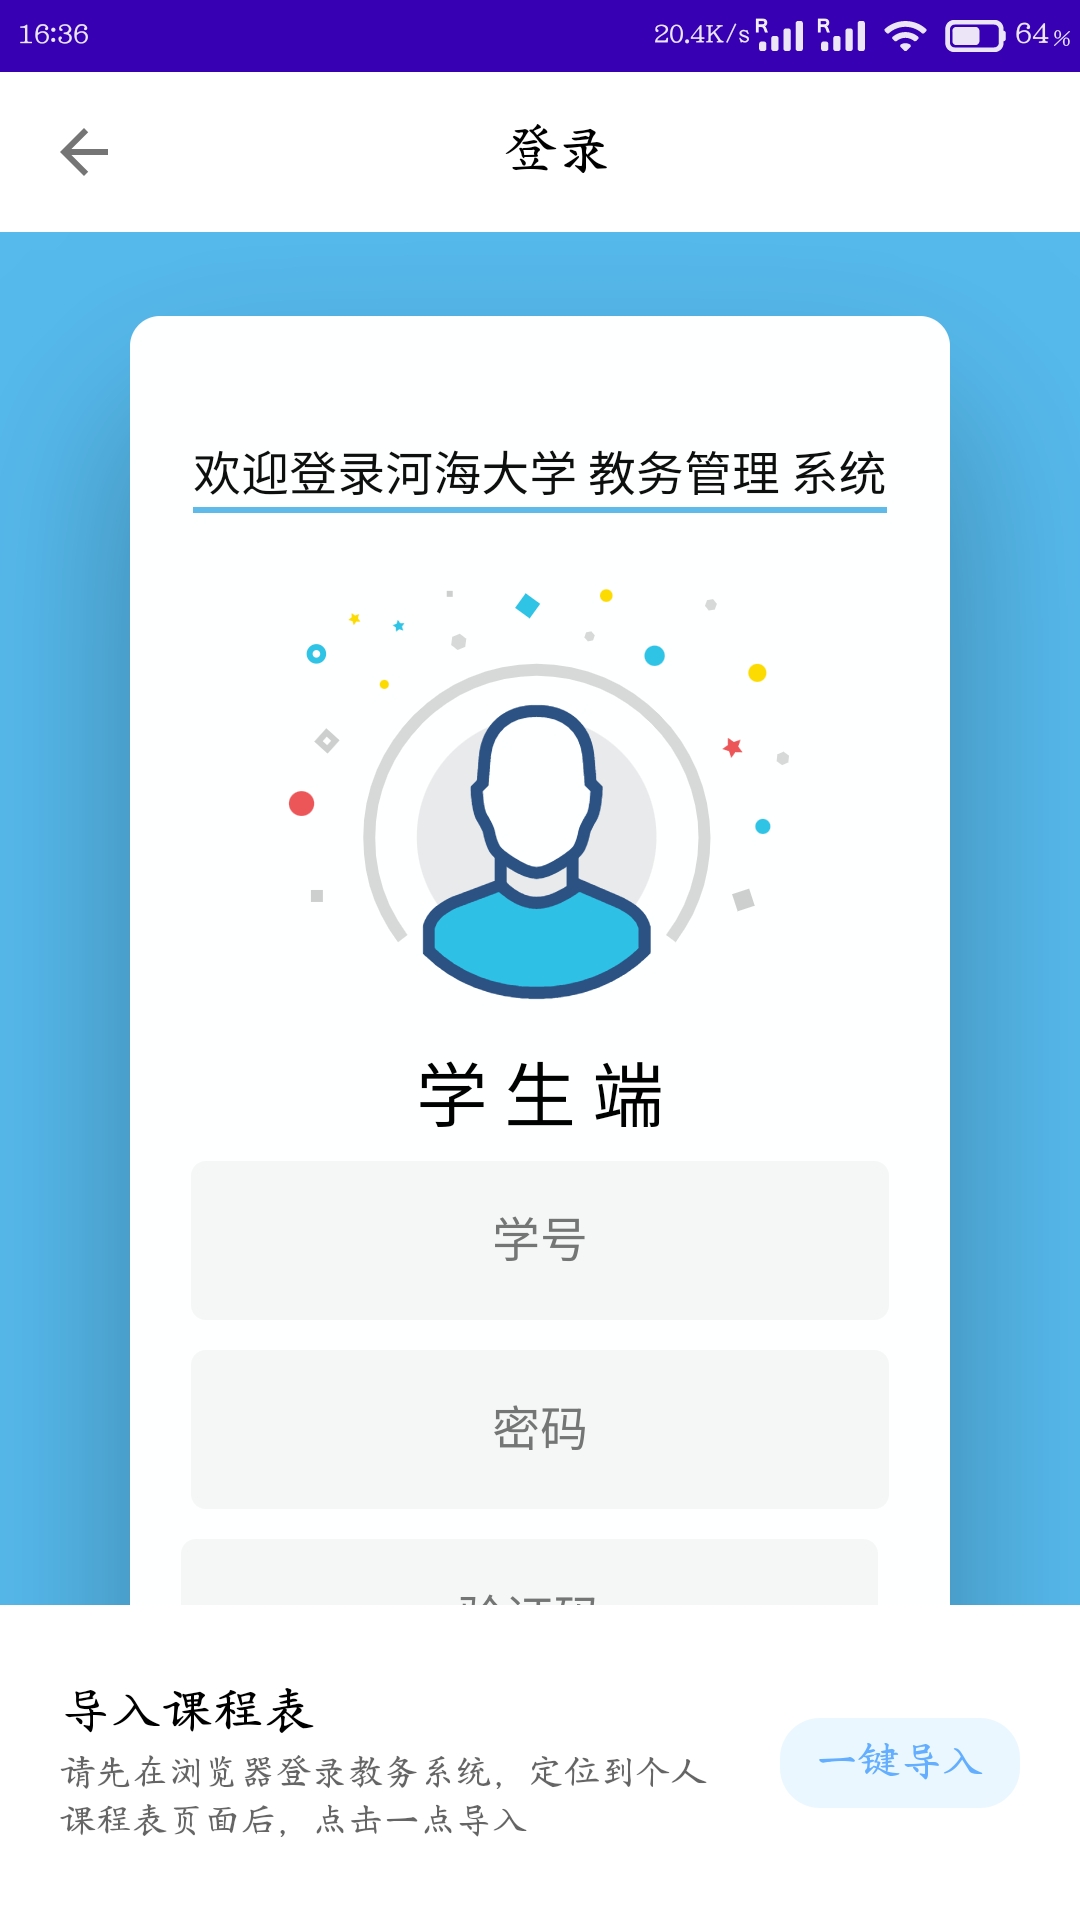 16:36
20.4K/s R R 64%
登录
欢迎登录河海大学 教务管理 系统
学生端
学号
密码
验证码
导入课程表
请先在浏览器登录教务系统，定位到个人
课程表页面后，点击一点导入
一键导入